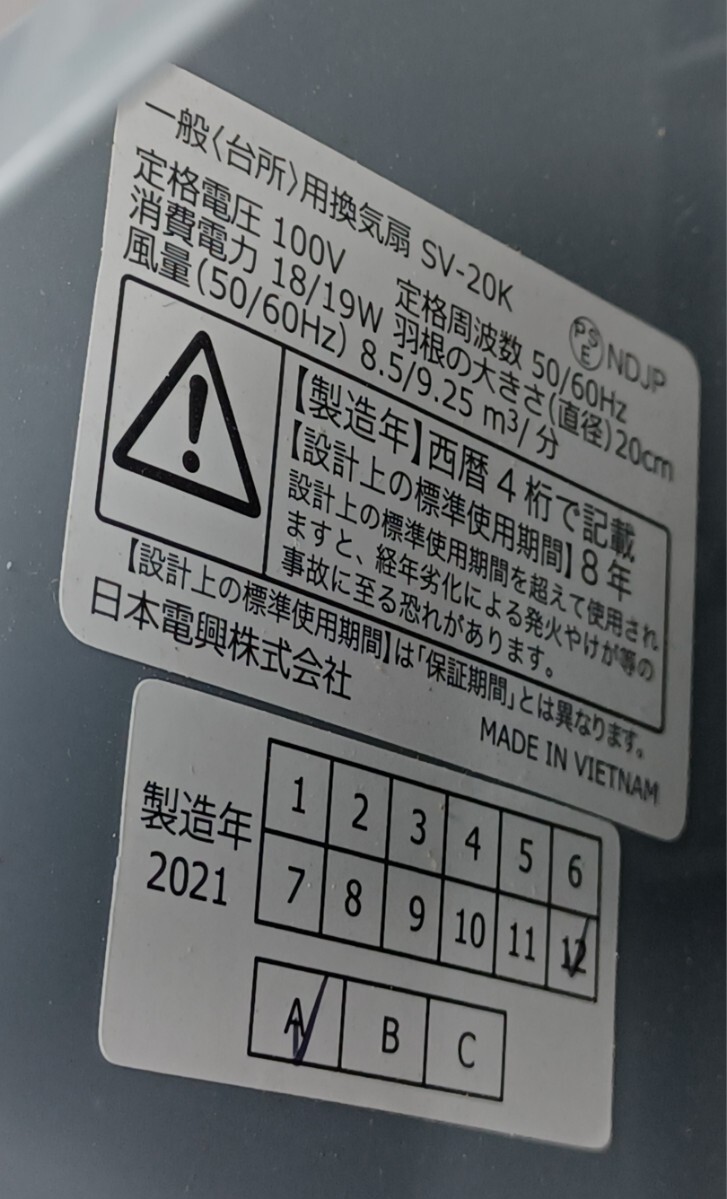 一般〈台所〉用換気扇 SV-20K
PSE NDJP
定格電圧 100V 定格周波数 50/60Hz
消費電力 18/19W 羽根の大きさ(直径)20cm
風量(50/60Hz) 8.5/9.25 m³/分
【製造年】西暦4桁で記載
【設計上の標準使用期間】8年
設計上の標準使用期間を超えて使用され
ますと、経年劣化による発火やけが等の
事故に至る恐れがあります。
【設計上の標準使用期間】は「保証期間」とは異なります。
日本電興株式会社
MADE IN VIETNAM
製造年
2021
1 2 3 4 5 6
7 8 9 10 11 12
A B C